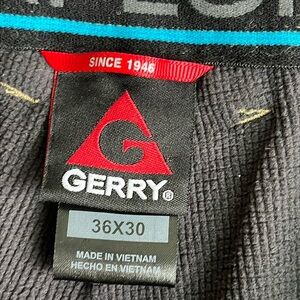 SINCE 1946
GERRY®
36X30
MADE IN VIETNAM
HECHO EN VIETNAM